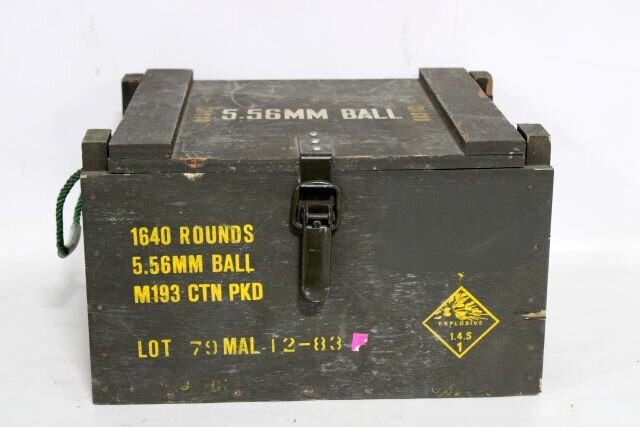 5.56MM BALL
1640 ROUNDS
5.56MM BALL
M193 CTN PKD
LOT 79 MAL 12-83
EXPLOSIVE
1.4.S
1